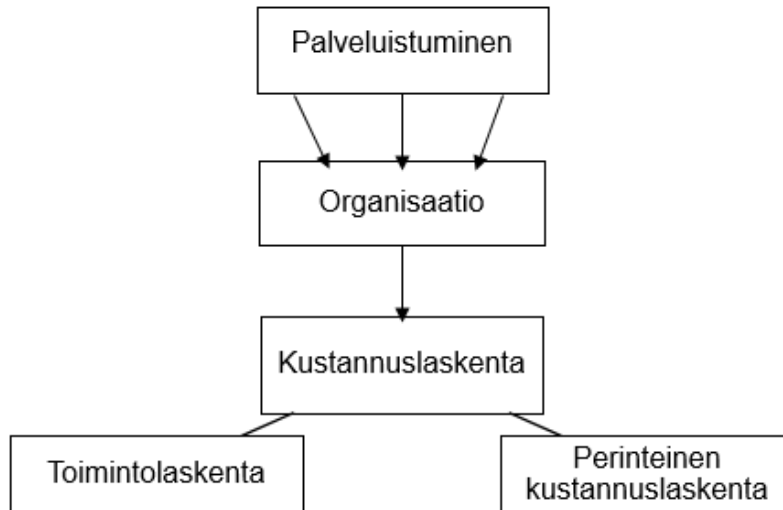 Palveluistuminen
Organisaatio
Kustannuslaskenta
Toimintolaskenta
Perinteinen
kustannuslaskenta